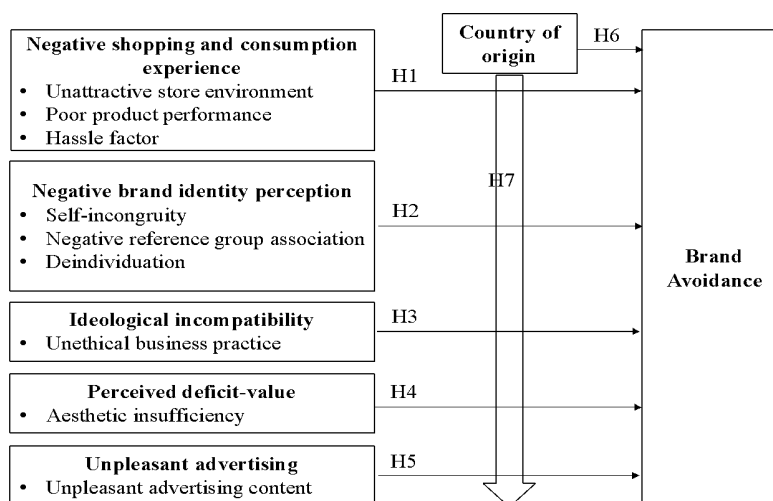 Negative shopping and consumption
experience
• Unattractive store environment
• Poor product performance
• Hassle factor
Country of
origin
H6
H1
H7
Negative brand identity perception
• Self-incongruity
• Negative reference group association
• Deindividuation
H2
Brand
Avoidance
Ideological incompatibility
• Unethical business practice
H3
Perceived deficit-value
• Aesthetic insufficiency
H4
Unpleasant advertising
• Unpleasant advertising content
H5